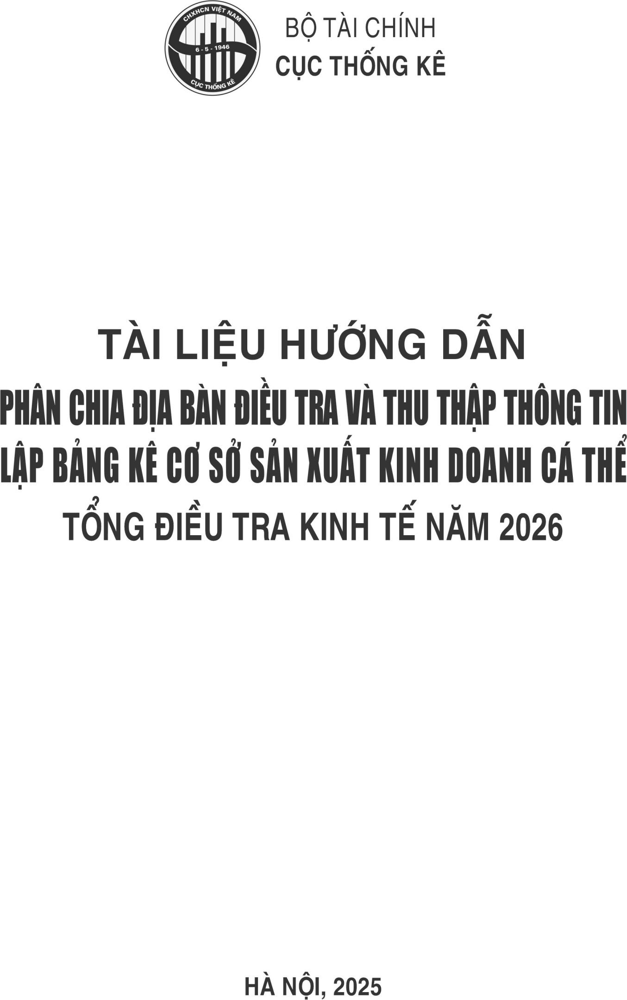 CHXHCN VIỆT NAM
6 - 5 - 1946
CỤC THỐNG KÊ
BỘ TÀI CHÍNH
CỤC THỐNG KÊ
TÀI LIỆU HƯỚNG DẪN
PHÂN CHIA ĐỊA BÀN ĐIỀU TRA VÀ THU THẬP THÔNG TIN
LẬP BẢNG KÊ CƠ SỞ SẢN XUẤT KINH DOANH CÁ THỂ
TỔNG ĐIỀU TRA KINH TẾ NĂM 2026
HÀ NỘI, 2025